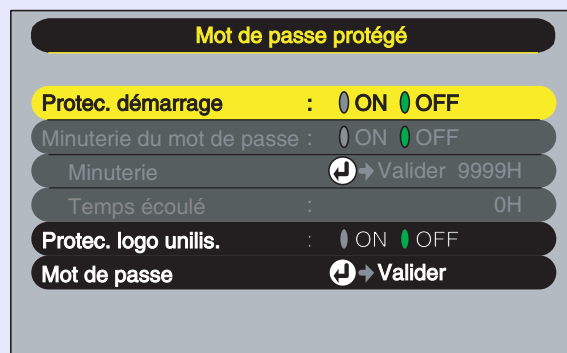 Mot de passe protégé
Protec. démarrage : ON OFF
Minuterie du mot de passe : ON OFF
Minuterie Valider 9999H
Temps écoulé : 0H
Protec. logo unilis. : ON OFF
Mot de passe Valider